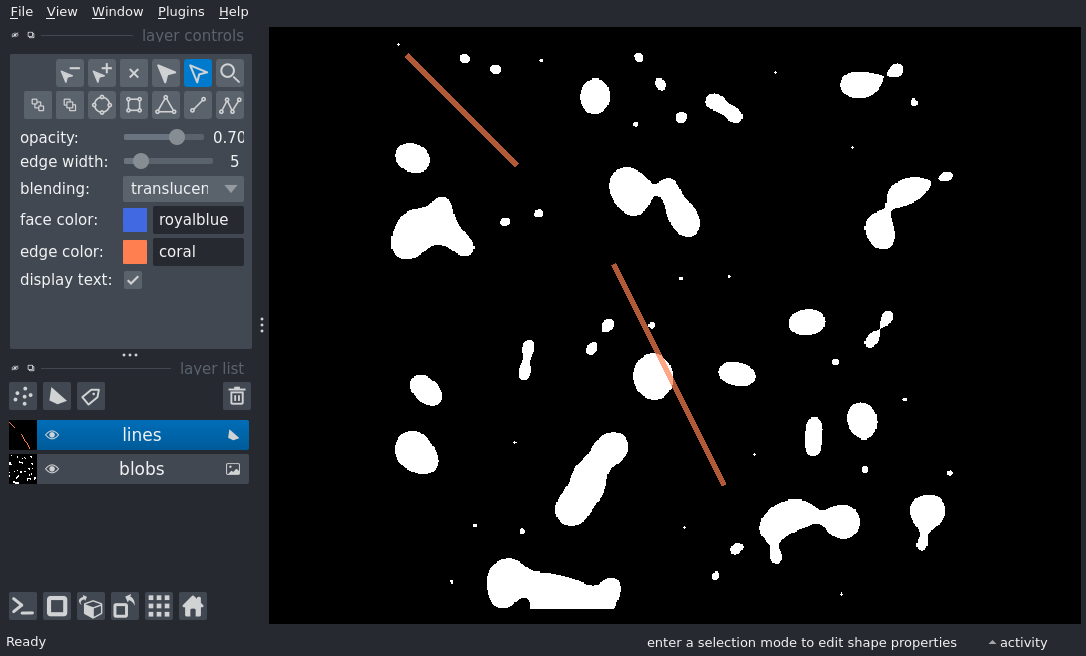 File View Window Plugins Help
layer controls
opacity: 0.70
edge width: 5
blending: translucen
face color: royalblue
edge color: coral
display text:
layer list
lines
blobs
Ready enter a selection mode to edit shape properties activity